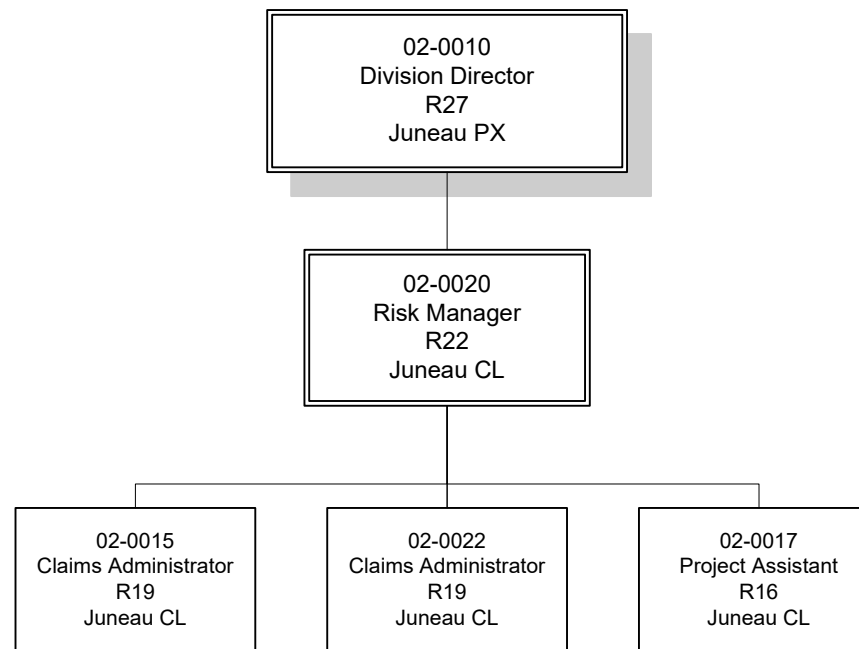 02-0010
Division Director
R27
Juneau PX
02-0020
Risk Manager
R22
Juneau CL
02-0015
Claims Administrator
R19
Juneau CL
02-0022
Claims Administrator
R19
Juneau CL
02-0017
Project Assistant
R16
Juneau CL